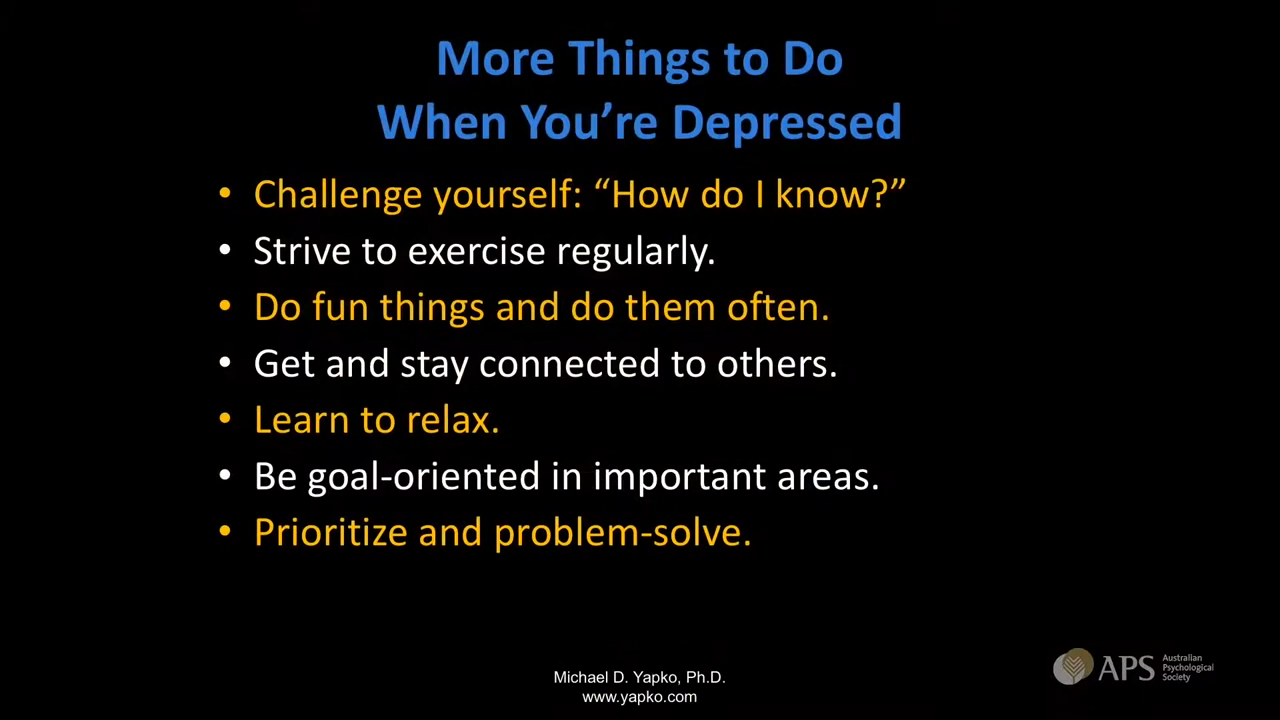 More Things to Do
When You’re Depressed
• Challenge yourself: “How do I know?”
• Strive to exercise regularly.
• Do fun things and do them often.
• Get and stay connected to others.
• Learn to relax.
• Be goal-oriented in important areas.
• Prioritize and problem-solve.
Michael D. Yapko, Ph.D.
www.yapko.com
APS
Australian
Psychological
Society